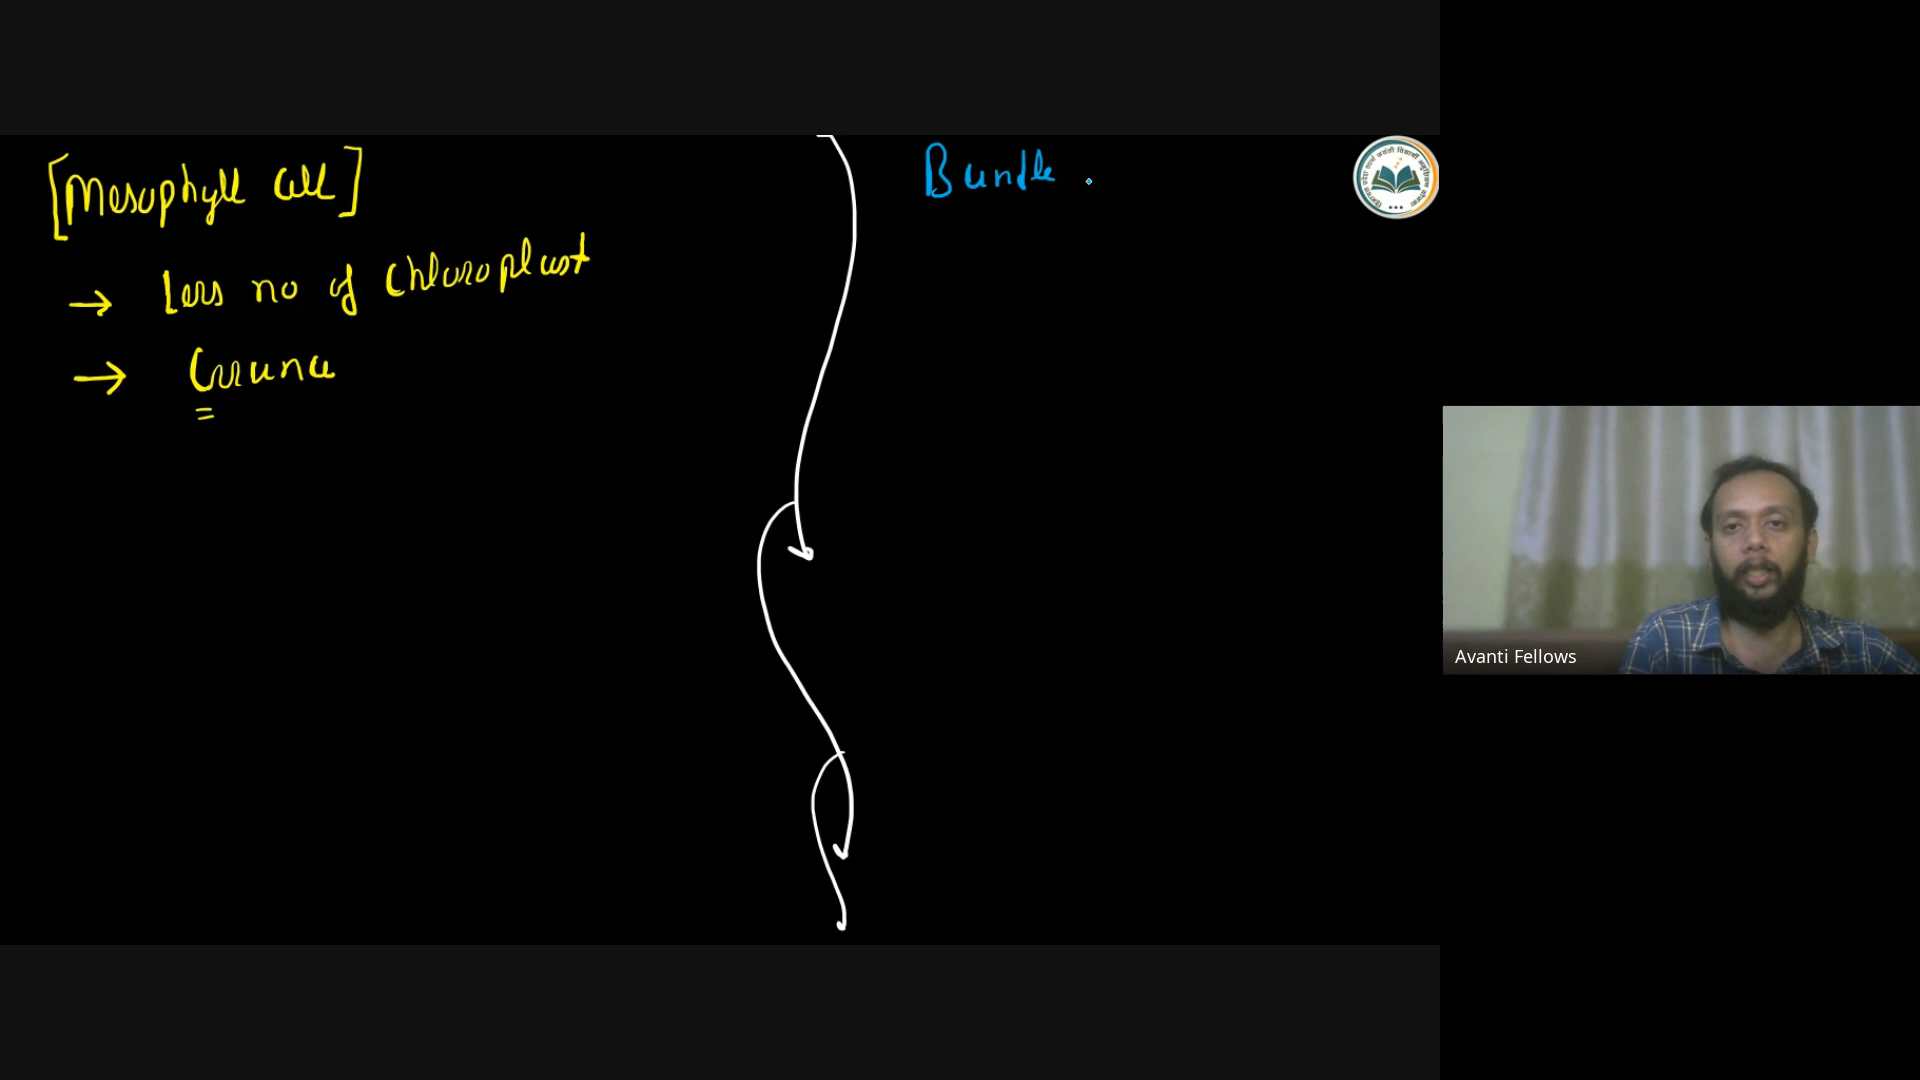 [Mesophyll Cell]
→ Less no of Chloroplast
→ Grana
Bundle
Avanti Fellows